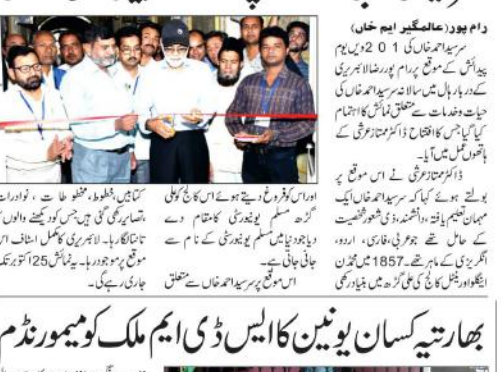 رام پور (عالمگیر ایم خاں)
سرسید احمد خاں کی 201 ویں یوم
پیدائش کے موقع پر رام پور رضا لائبریری
کے دربار ہال میں سالانہ سرسید احمد خاں کی
حیات وخدمات سے متعلق نمائش کا اہتمام
کیا گیا جس کا افتتاح ڈاکٹر ممتاز عرشی کے
ہاتھوں عمل میں آیا۔
ڈاکٹر ممتاز عرشی نے اس موقع پر
بولتے ہوئے کہا کہ سرسید احمد خاں ایک
مہان تعلیم یافتہ، دانشمند، ذی شعور شخصیت
کے حامل تھے جو عربی، فارسی، اردو،
انگریزی کے ماہر تھے۔ 1857 میں محمڈن
اینگلو اورینٹل کالج کی علی گڑھ میں بنیاد رکھی
اور اس کو فروغ دیتے ہوئے اس کالج کو علی
گڑھ مسلم یونیورسٹی کا مقام دے
دیا جو دنیا میں مسلم یونیورسٹی کے نام سے
جانی جاتی ہے۔
اس موقع پر سرسید احمد خاں سے متعلق
کتابیں، خطوط، مخطوطات، نوادرات
تصاویر رکھی گئی ہیں جس کو دیکھنے والوں
تانتا لگا رہا۔ لائبریری کا مکمل اسٹاف اس
موقع پر موجود رہا۔ یہ نمائش 25 اکتوبر تک
جاری رہے گی۔
بھارتیہ کسان یونین کا ایس ڈی ایم ملک کو میمورنڈم